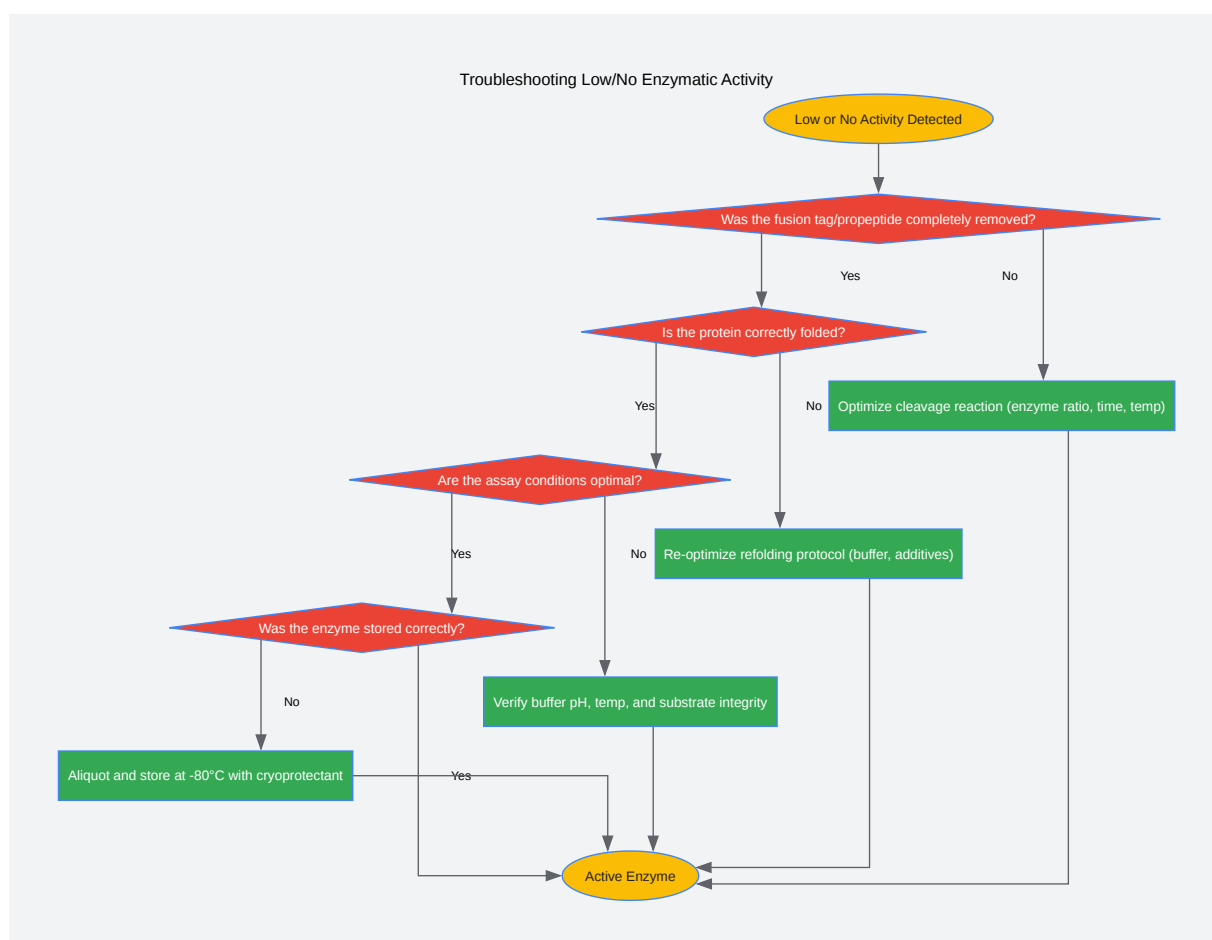 Troubleshooting Low/No Enzymatic Activity
Low or No Activity Detected
Was the fusion tag/propeptide completely removed?
Yes
No
Is the protein correctly folded?
Yes
No
Optimize cleavage reaction (enzyme ratio, time, temp)
Are the assay conditions optimal?
Yes
No
Re-optimize refolding protocol (buffer, additives)
Was the enzyme stored correctly?
No
Verify buffer pH, temp, and substrate integrity
Aliquot and store at -80°C with cryoprotectant
Yes
Active Enzyme